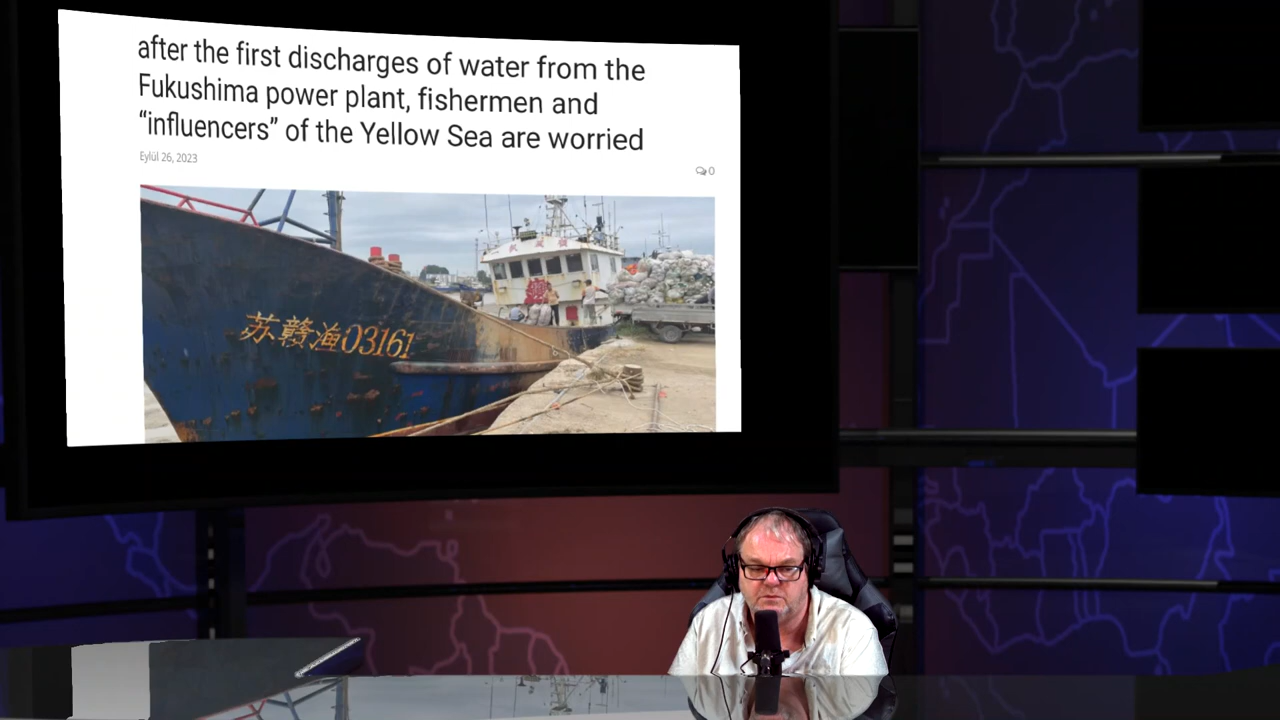 after the first discharges of water from the
Fukushima power plant, fishermen and
“influencers” of the Yellow Sea are worried
Eylül 26, 2023
0
苏赣渔03161